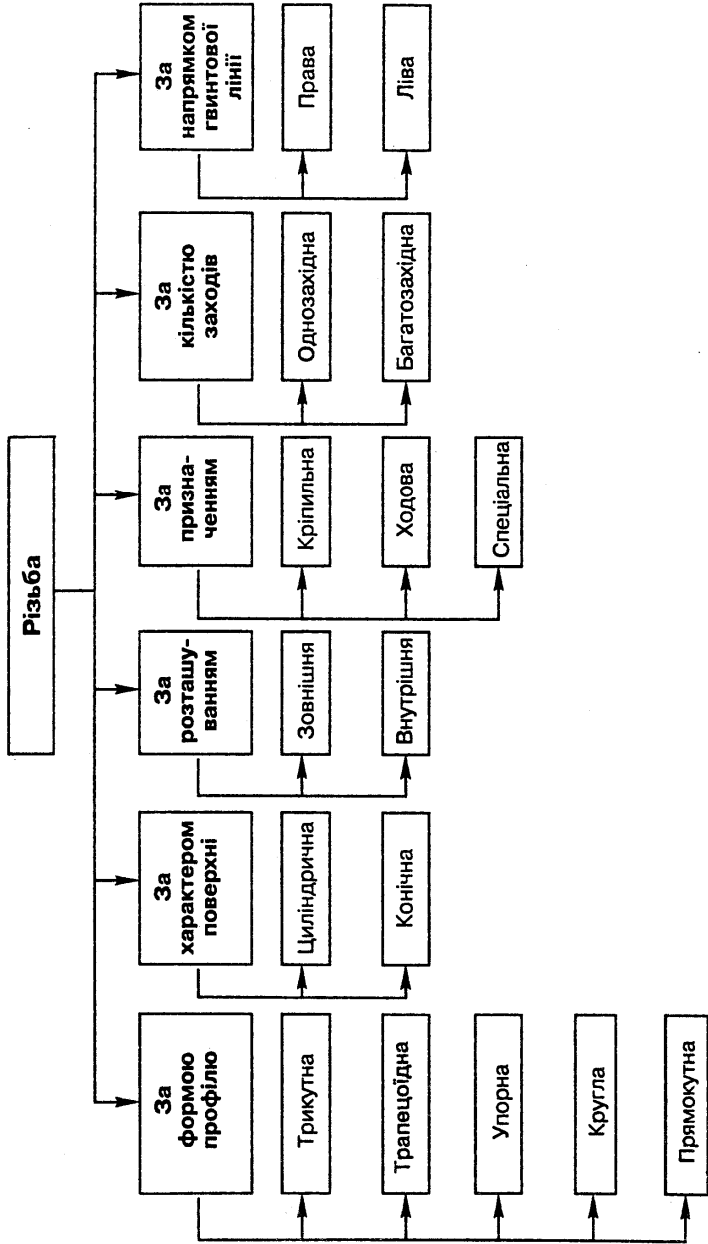 Різьба
За
формою
профілю
Трикутна
Трапецоїдна
Упорна
Кругла
Прямокутна
За
характером
поверхні
Циліндрична
Конічна
За
розташу-
ванням
Зовнішня
Внутрішня
За
призна-
ченням
Кріпильна
Ходова
Спеціальна
За
кількістю
заходів
Однозахідна
Багатозахідна
За
напрямком
гвинтової
лінії
Права
Ліва